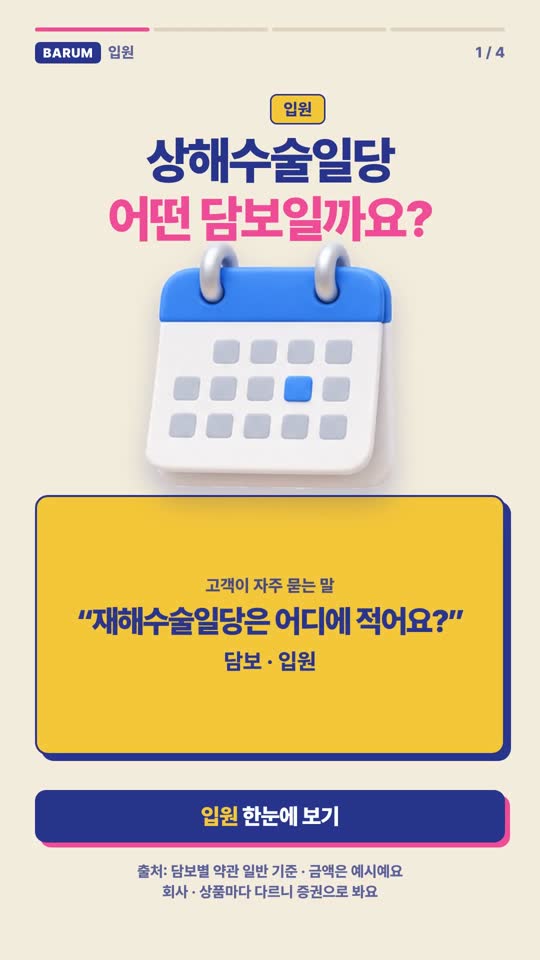 BARUM 입원
1 / 4
입원
상해수술일당
어떤 담보일까요?
고객이 자주 묻는 말
“재해수술일당은 어디에 적어요?”
담보 · 입원
입원 한눈에 보기
출처: 담보별 약관 일반 기준 · 금액은 예시예요
회사 · 상품마다 다르니 증권으로 봐요